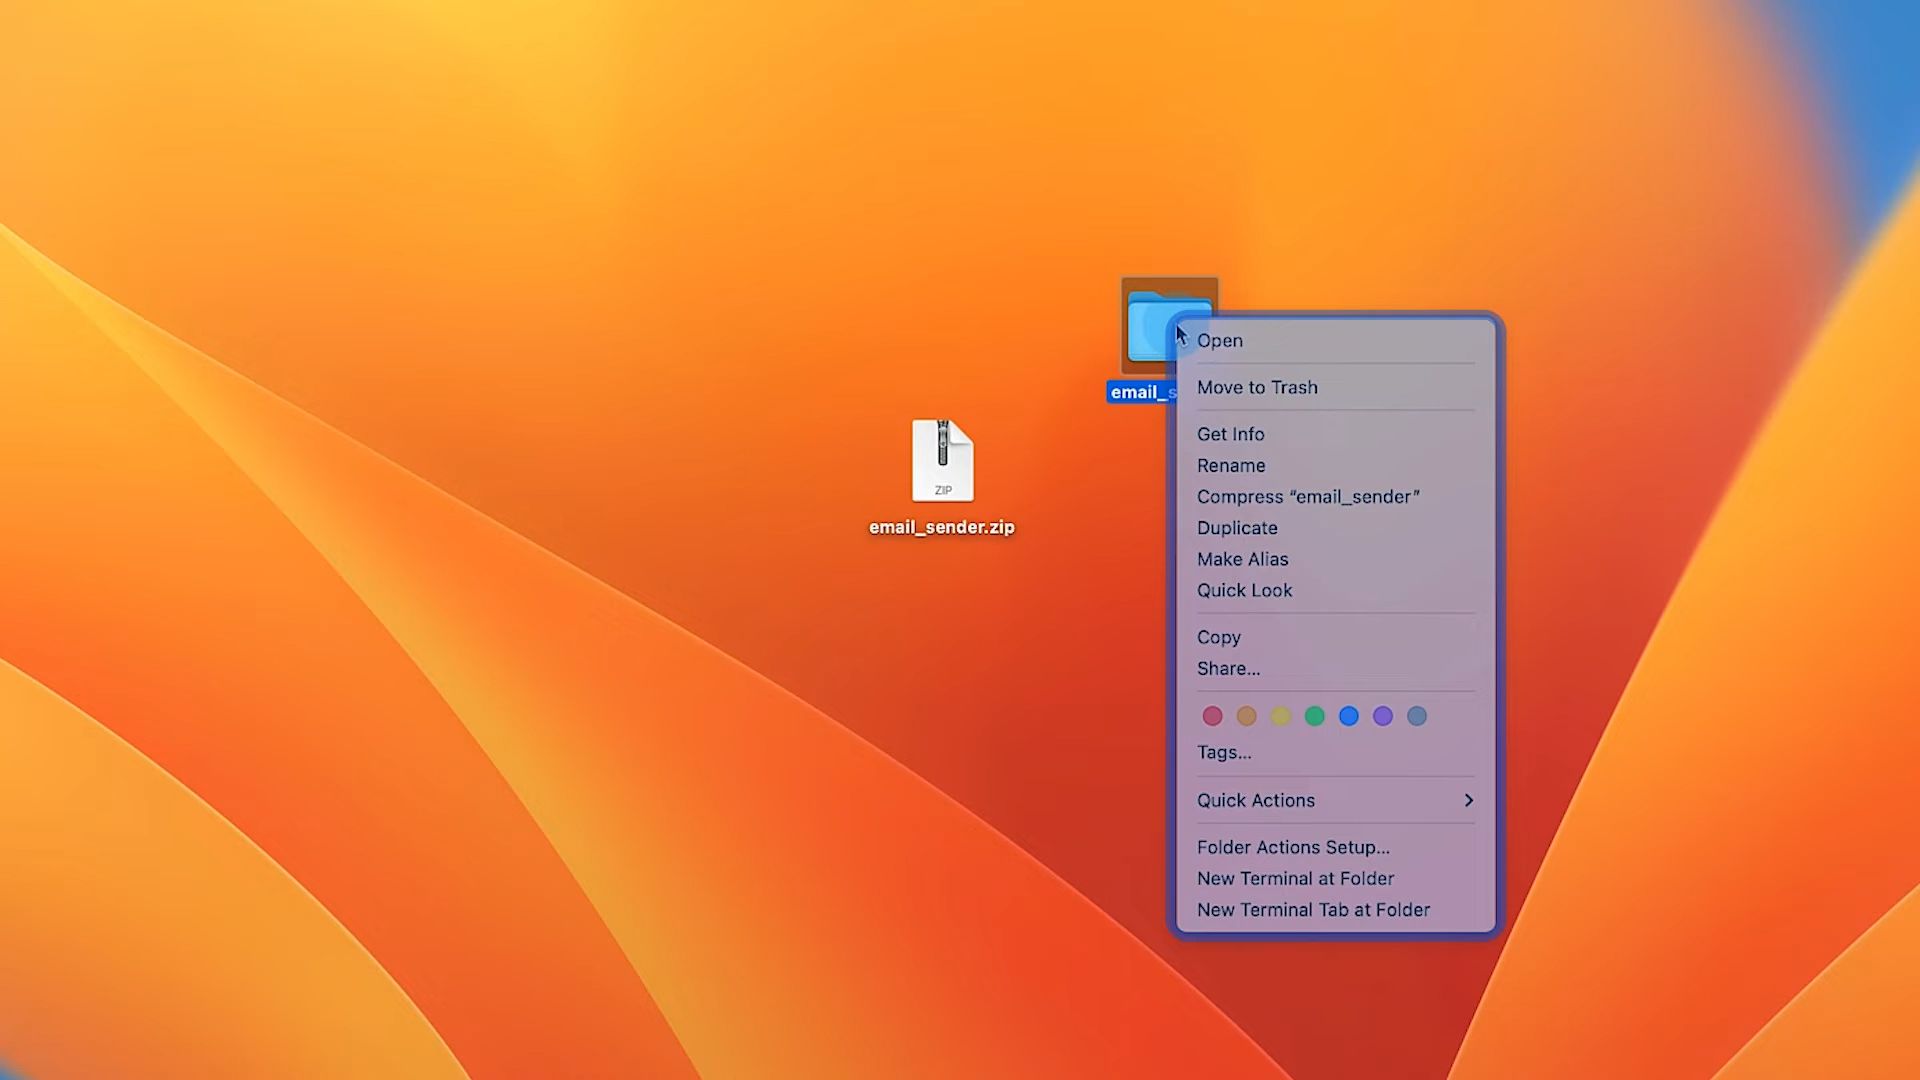 Open
Move to Trash
email_s
Get Info
Rename
Compress “email_sender”
ZIP
email_sender.zip
Duplicate
Make Alias
Quick Look
Copy
Share...
Tags...
Quick Actions
Folder Actions Setup...
New Terminal at Folder
New Terminal Tab at Folder